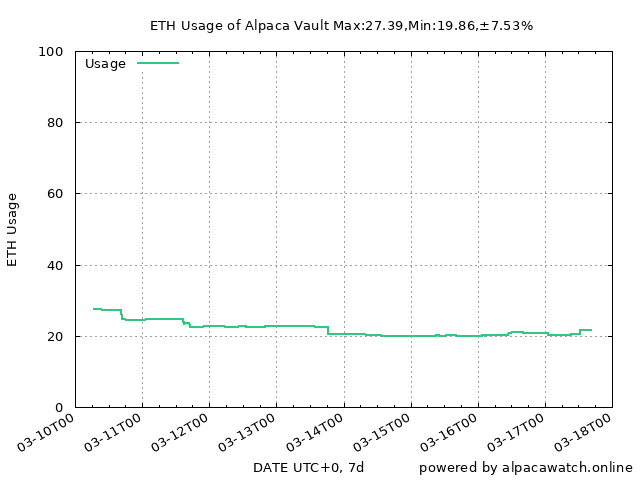 ETH Usage of Alpaca Vault Max:27.39,Min:19.86,±7.53%
100
Usage
80
60
ETH Usage
40
20
0
03-10T00
03-11T00
03-12T00
03-13T00
03-14T00
03-15T00
03-16T00
03-17T00
03-18T00
DATE UTC+0, 7d
powered by alpacawatch.online